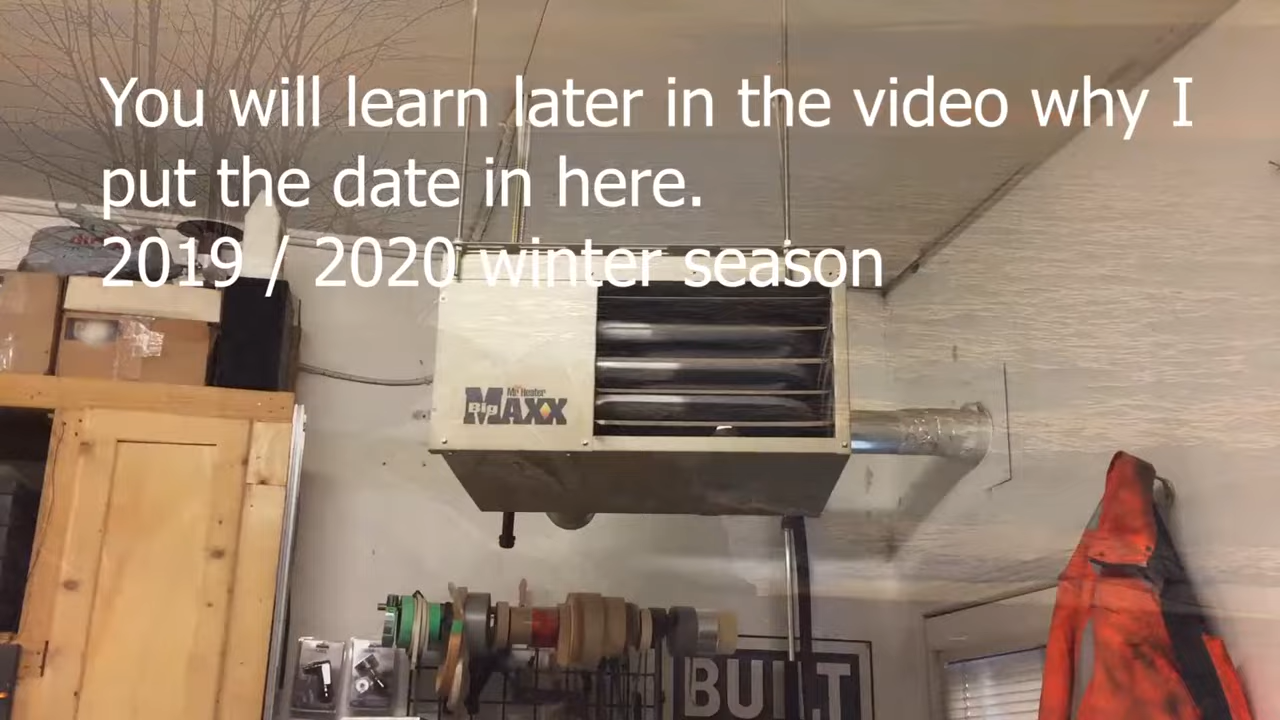 You will learn later in the video why I
put the date in here.
2019 / 2020 winter season
Mr Heater
Big MAXX
BUILT